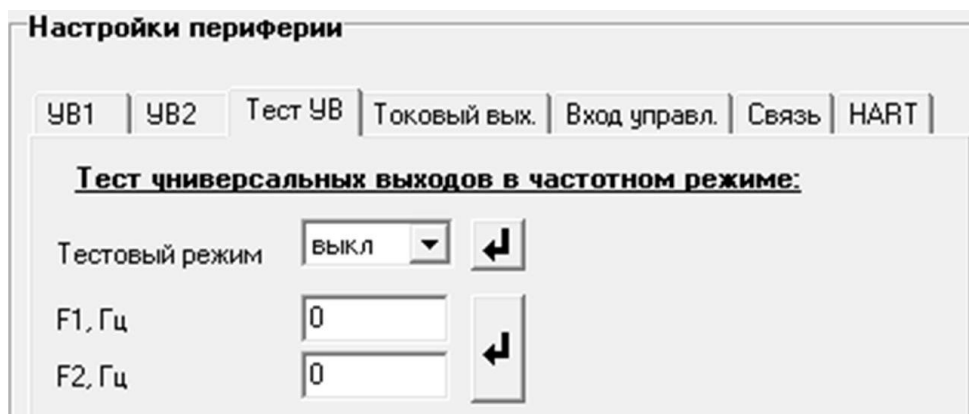 Настройки периферии
УВ1 УВ2 Тест УВ Токовый вых. Вход управл. Связь HART
Тест универсальных выходов в частотном режиме:
Тестовый режим выкл
F1, Гц 0
F2, Гц 0